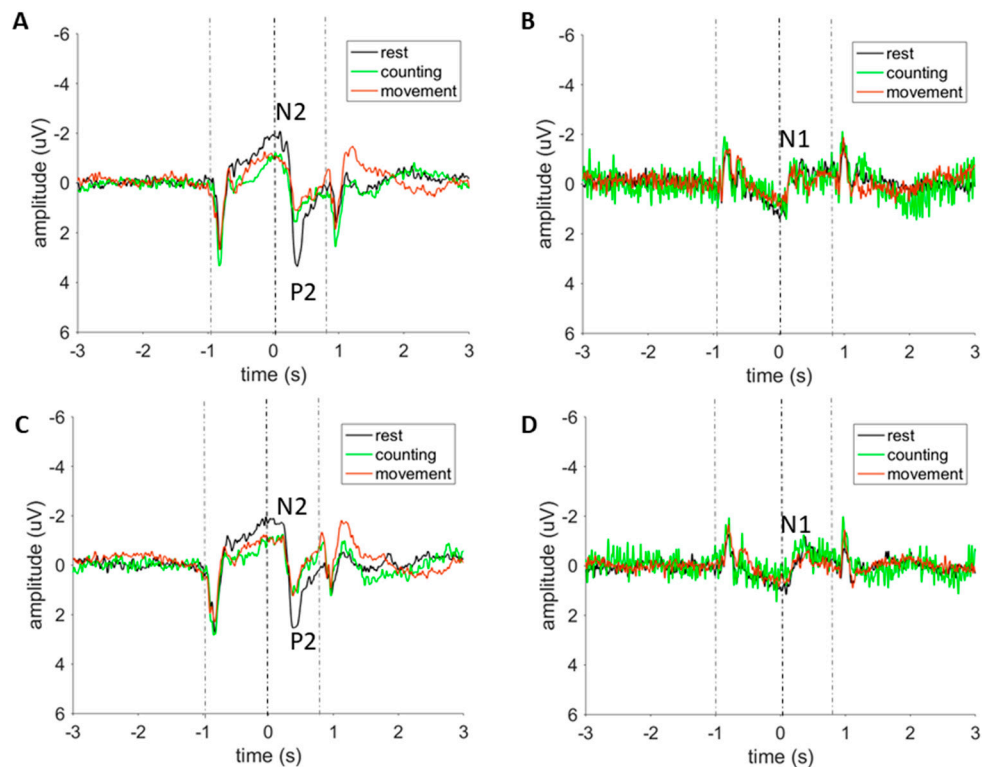 A
-6
-4
-2
0
2
4
6
amplitude (uV)
rest
counting
movement
N2
P2
-3 -2 -1 0 1 2 3
time (s)
B
-6
-4
-2
0
2
4
6
amplitude (uV)
rest
counting
movement
N1
-3 -2 -1 0 1 2 3
time (s)
C
-6
-4
-2
0
2
4
6
amplitude (uV)
rest
counting
movement
N2
P2
-3 -2 -1 0 1 2 3
time (s)
D
-6
-4
-2
0
2
4
6
amplitude (uV)
rest
counting
movement
N1
-3 -2 -1 0 1 2 3
time (s)